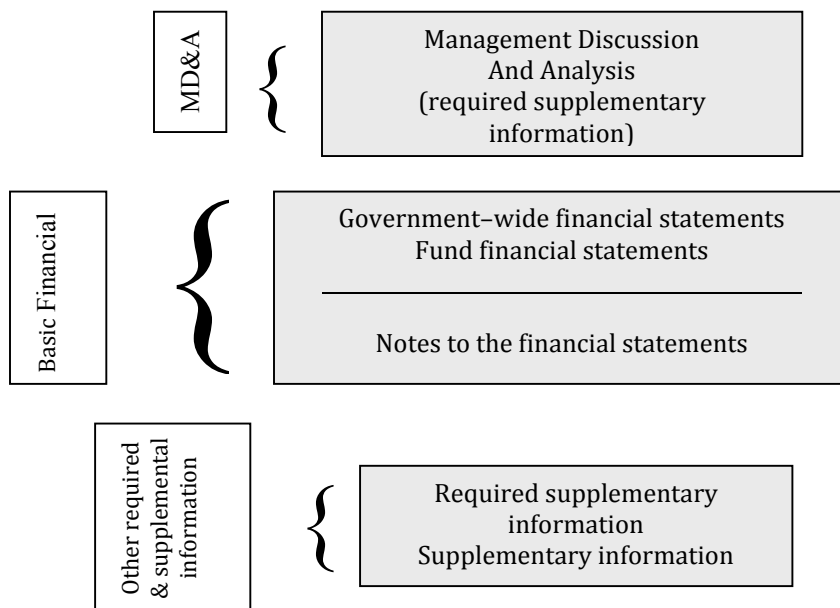 MD&A
Management Discussion
And Analysis
(required supplementary
information)
Basic Financial
Government–wide financial statements
Fund financial statements
Notes to the financial statements
Other required
& supplemental
information
Required supplementary
information
Supplementary information